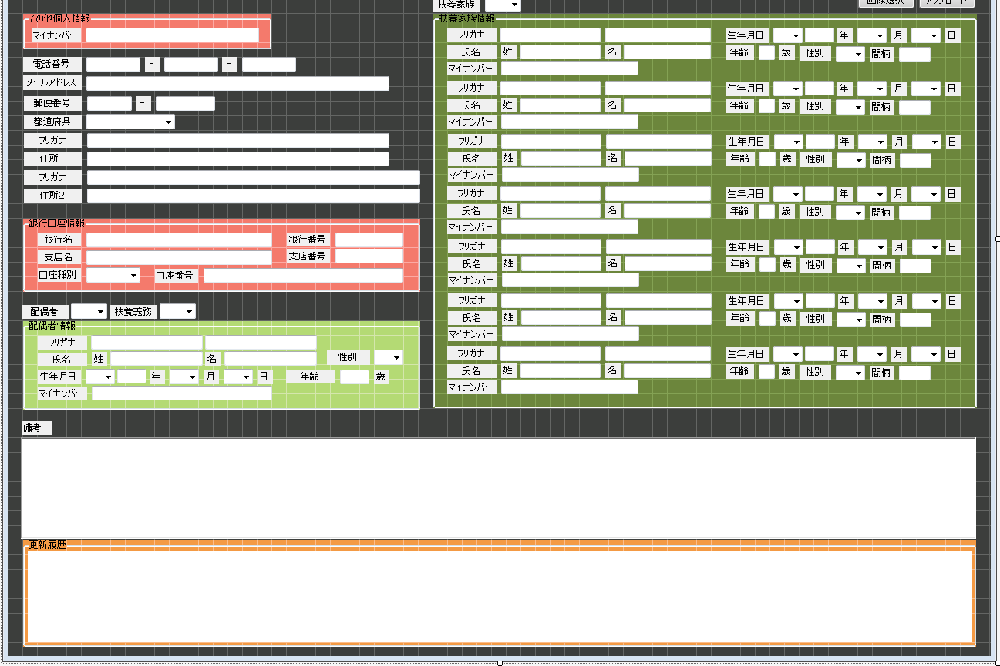 扶養家族
画像選択 アップロード
その他個人情報
マイナンバー
電話番号 - -
メールアドレス
郵便番号 -
都道府県
フリガナ
住所1
フリガナ
住所2
銀行口座情報
銀行名 銀行番号
支店名 支店番号
口座種別 口座番号
配偶者 扶養義務
配偶者情報
フリガナ
氏名 姓 名 性別
生年月日 年 月 日 年齢 歳
マイナンバー
扶養家族情報
フリガナ 生年月日 年 月 日
氏名 姓 名 年齢 歳 性別 間柄
マイナンバー
フリガナ 生年月日 年 月 日
氏名 姓 名 年齢 歳 性別 間柄
マイナンバー
フリガナ 生年月日 年 月 日
氏名 姓 名 年齢 歳 性別 間柄
マイナンバー
フリガナ 生年月日 年 月 日
氏名 姓 名 年齢 歳 性別 間柄
マイナンバー
フリガナ 生年月日 年 月 日
氏名 姓 名 年齢 歳 性別 間柄
マイナンバー
フリガナ 生年月日 年 月 日
氏名 姓 名 年齢 歳 性別 間柄
マイナンバー
フリガナ 生年月日 年 月 日
氏名 姓 名 年齢 歳 性別 間柄
マイナンバー
備考
更新履歴